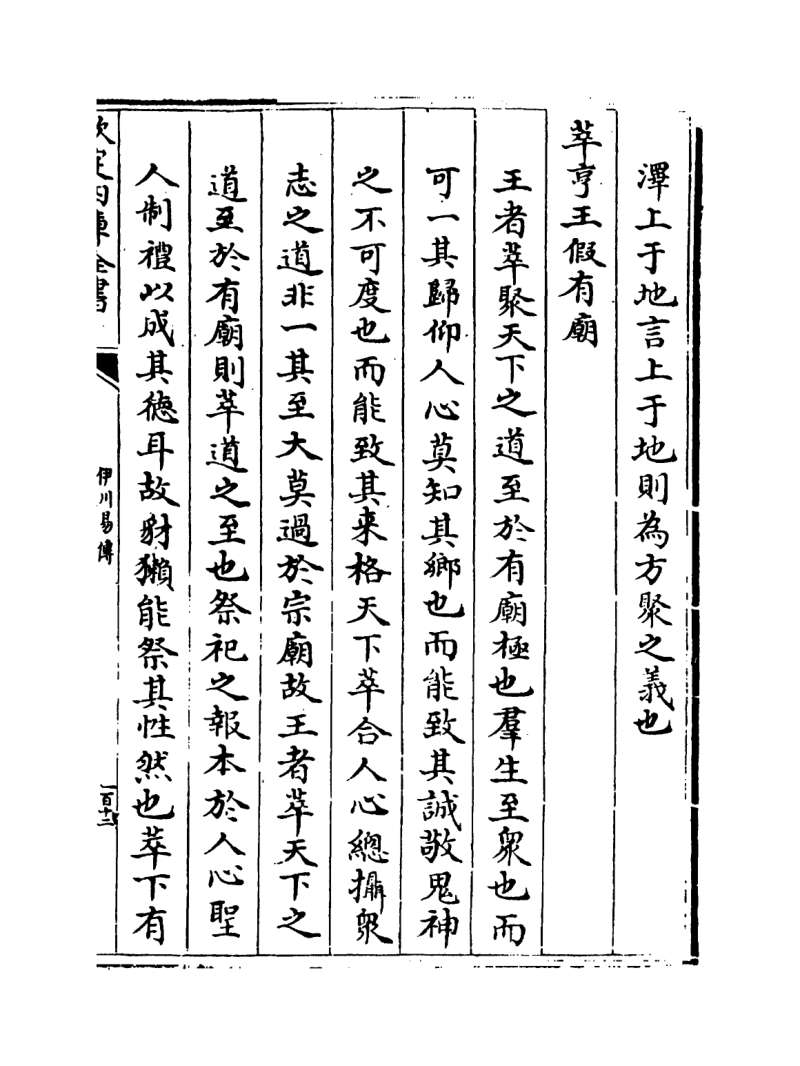 澤上于地言上于地則為方聚之義也
萃亨王假有廟
王者萃聚天下之道至於有廟極也羣生至衆也而
可一其歸仰人心莫知其鄉也而能致其誠敬鬼神
之不可度也而能致其来格天下萃合人心總攝衆
志之道非一其至大莫過於宗廟故王者萃天下之
道至於有廟則萃道之至也祭祀之報本於人心聖
人制禮以成其德耳故豺獺能祭其性然也萃下有
欽定四庫全書
伊川易傳
一百十三